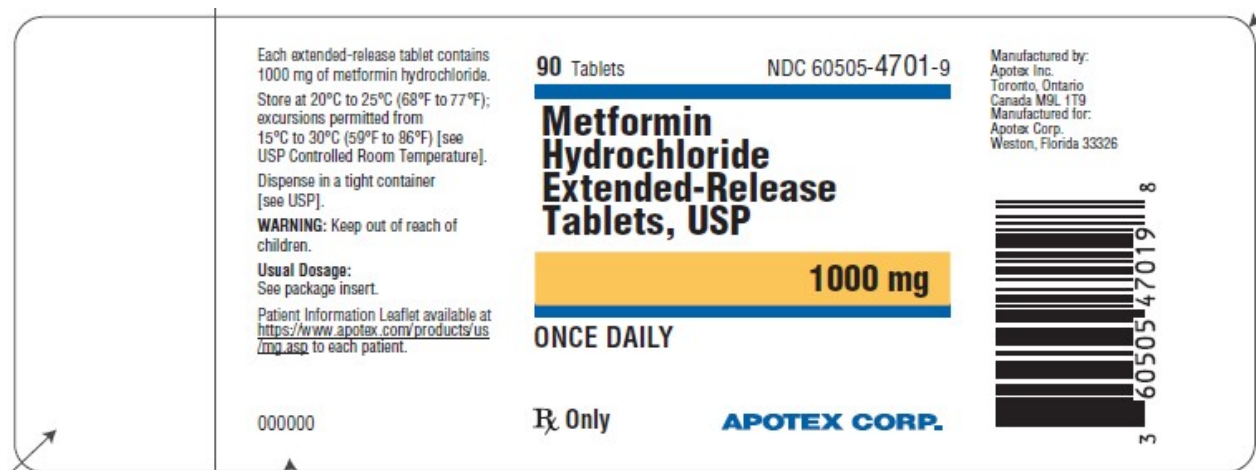 Each extended-release tablet contains
1000 mg of metformin hydrochloride.
Store at 20°C to 25°C (68°F to 77°F);
excursions permitted from
15°C to 30°C (59°F to 86°F) [see
USP Controlled Room Temperature].
Dispense in a tight container
[see USP].
WARNING: Keep out of reach of
children.
Usual Dosage:
See package insert.
Patient Information Leaflet available at
https://www.apotex.com/products/us
/mg.asp to each patient.
000000
90 Tablets NDC 60505-4701-9
Metformin
Hydrochloride
Extended-Release
Tablets, USP
1000 mg
ONCE DAILY
Rx Only APOTEX CORP.
Manufactured by:
Apotex Inc.
Toronto, Ontario
Canada M9L 1T9
Manufactured for:
Apotex Corp.
Weston, Florida 33326
3 60505 47019 8